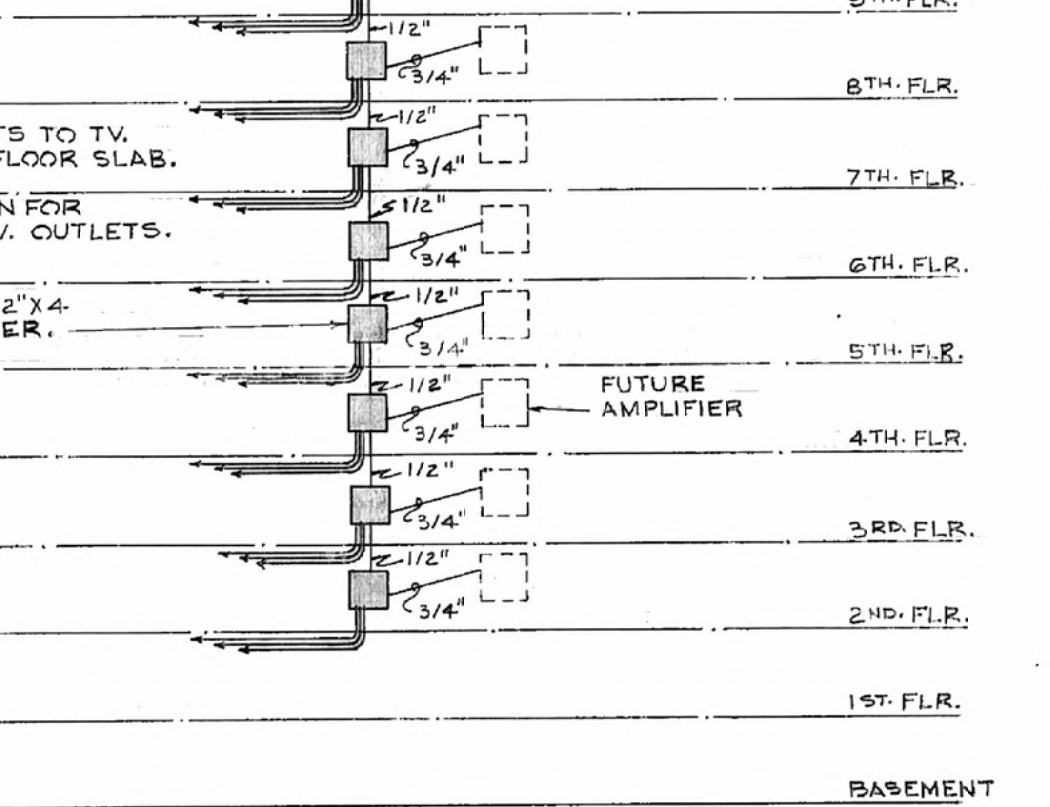 1/2"
3/4"
8TH. FLR.
1/2"
TS TO TV.
FLOOR SLAB.
3/4"
7TH. FLR.
N FOR
V. OUTLETS.
1/2"
3/4"
6TH. FLR.
2"X4-
ER.
1/2"
3/4"
5TH. FLR.
1/2"
FUTURE
AMPLIFIER
3/4"
4TH. FLR.
1/2"
3/4"
3RD. FLR.
1/2"
3/4"
2ND. FLR.
1ST. FLR.
BASEMENT